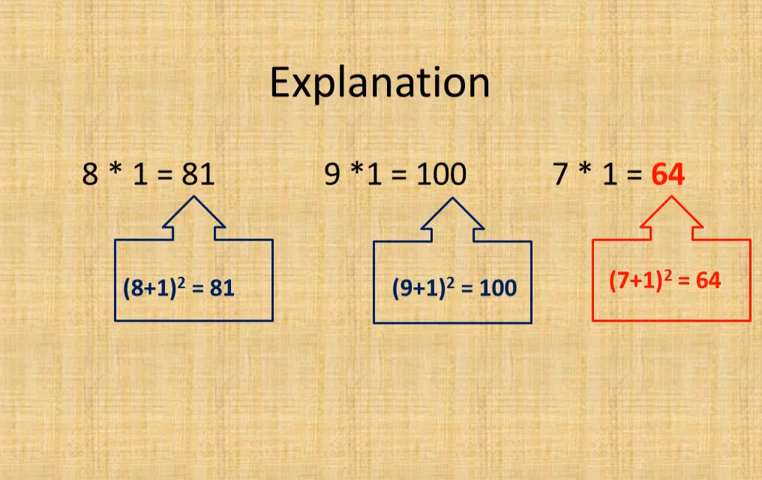 Explanation
8 * 1 = 81 9 *1 = 100 7 * 1 = 64
(8+1)² = 81 (9+1)² = 100 (7+1)² = 64